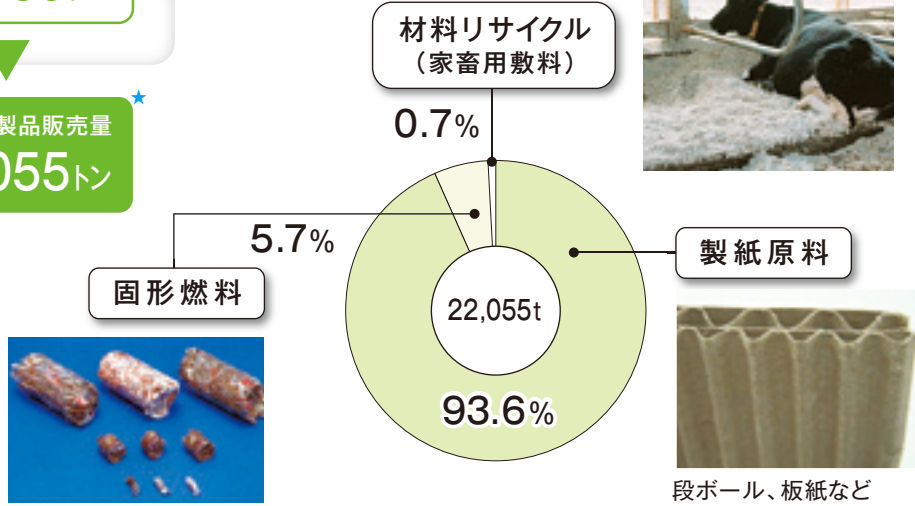 材料リサイクル
（家畜用敷料）
0.7%
★
製品販売量
055トン
5.7%
固形燃料
製紙原料
22,055t
93.6%
段ボール、板紙など